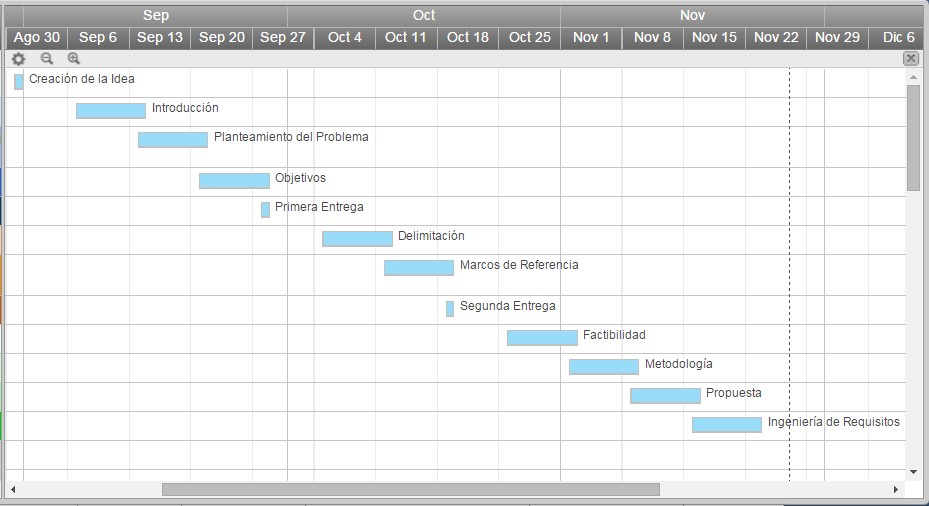 Sep Oct Nov
Ago 30 Sep 6 Sep 13 Sep 20 Sep 27 Oct 4 Oct 11 Oct 18 Oct 25 Nov 1 Nov 8 Nov 15 Nov 22 Nov 29 Dic 6
Creación de la Idea
Introducción
Planteamiento del Problema
Objetivos
Primera Entrega
Delimitación
Marcos de Referencia
Segunda Entrega
Factibilidad
Metodología
Propuesta
Ingeniería de Requisitos